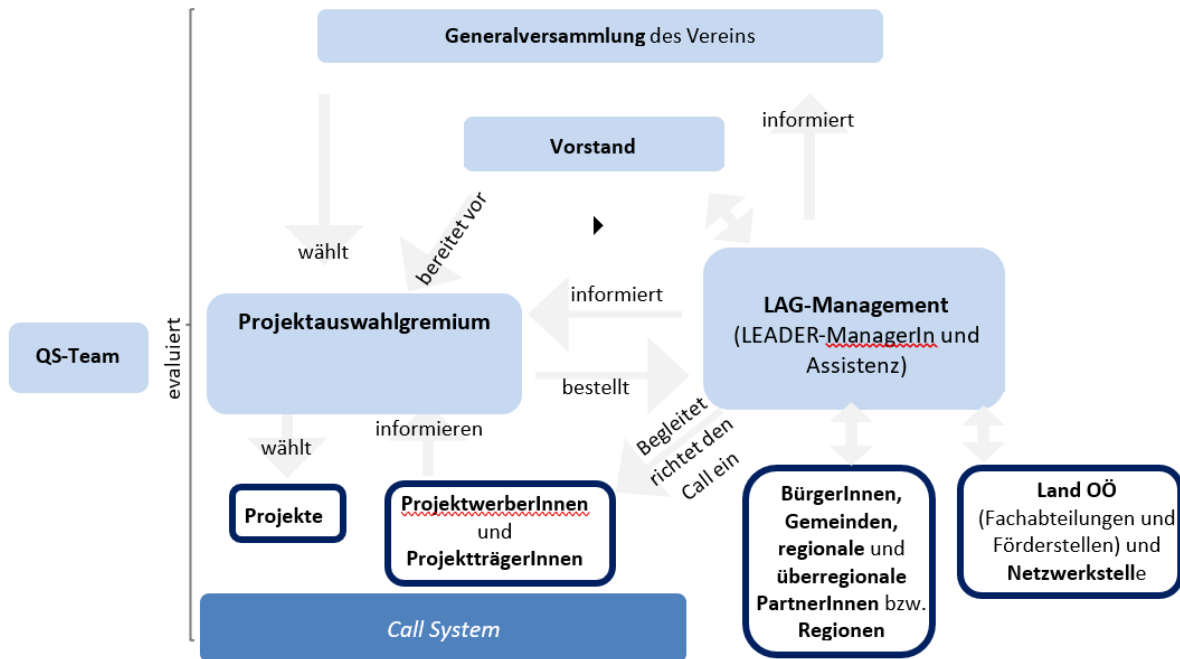 Generalversammlung des Vereins
informiert
Vorstand
bereitet vor
wählt
informiert
LAG-Management
(LEADER-ManagerIn und
Assistenz)
Projektauswahlgremium
QS-Team
evaluiert
bestellt
wählt
informieren
Begleitet
richtet den
Call ein
Projekte
ProjektwerberInnen
und
ProjektträgerInnen
BürgerInnen,
Gemeinden,
regionale und
überregionale
PartnerInnen bzw.
Regionen
Land OÖ
(Fachabteilungen und
Förderstellen) und
Netzwerkstelle
Call System